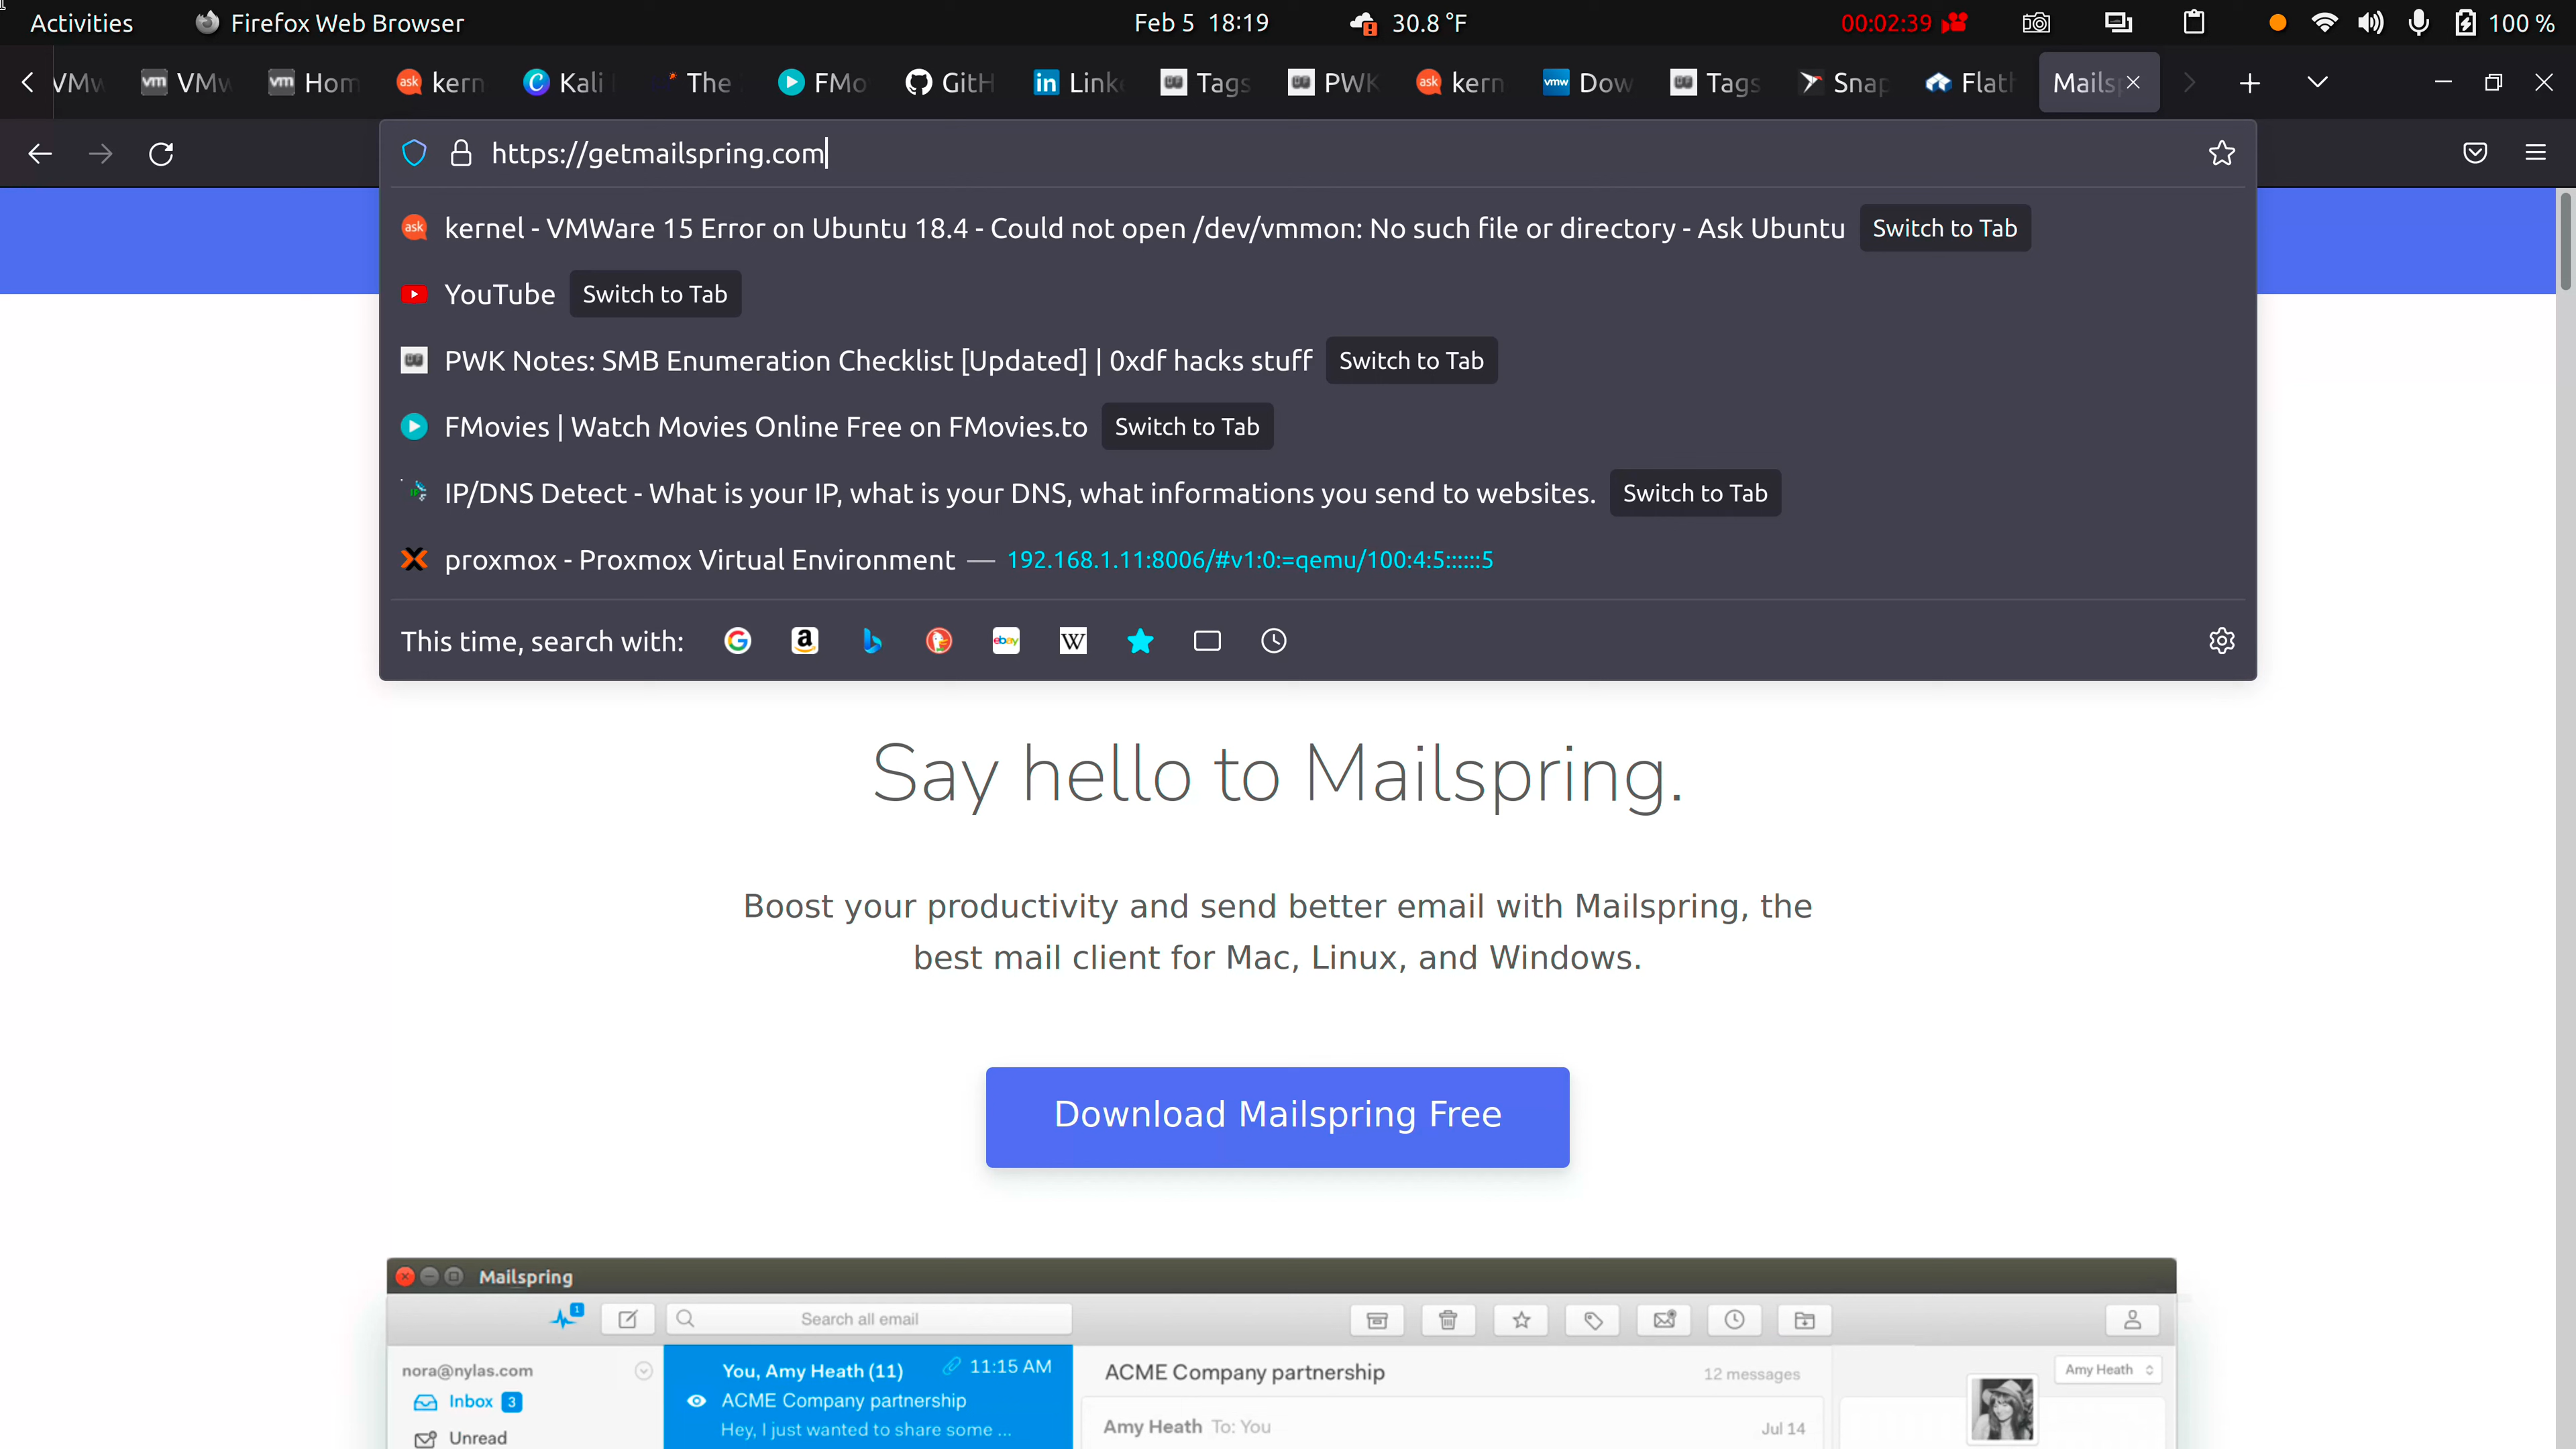 Activities Firefox Web Browser Feb 5 18:19 30.8 °F 00:02:39 100 %
VMw VMw Hom kern Kali The FMo GitH Linke Tags PWK kern Dow Tags Snap Flath Mailsp
https://getmailspring.com
kernel - VMWare 15 Error on Ubuntu 18.4 - Could not open /dev/vmmon: No such file or directory - Ask Ubuntu Switch to Tab
YouTube Switch to Tab
PWK Notes: SMB Enumeration Checklist [Updated] | 0xdf hacks stuff Switch to Tab
FMovies | Watch Movies Online Free on FMovies.to Switch to Tab
IP/DNS Detect - What is your IP, what is your DNS, what informations you send to websites. Switch to Tab
proxmox - Proxmox Virtual Environment — 192.168.1.11:8006/#v1:0:=qemu/100:4:5::::::5
This time, search with:
Say hello to Mailspring.
Boost your productivity and send better email with Mailspring, the
best mail client for Mac, Linux, and Windows.
Download Mailspring Free
Mailspring
1 Search all email
nora@nylas.com You, Amy Heath (11) 11:15 AM ACME Company partnership 12 messages Amy Heath
Inbox 3 ACME Company partnership
Hey, I just wanted to share some ... Amy Heath To: You Jul 14
Unread